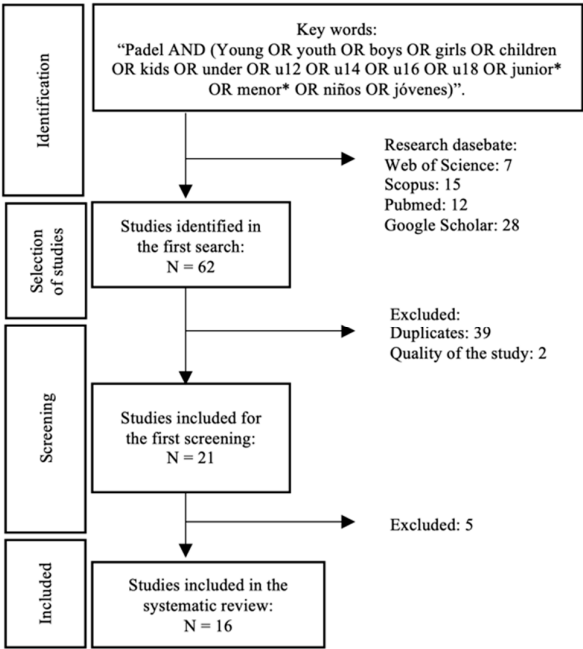 Identification
Key words:
“Padel AND (Young OR youth OR boys OR girls OR children
OR kids OR under OR u12 OR u14 OR u16 OR u18 OR junior*
OR menor* OR niños OR jóvenes)”.
Research dasebate:
Web of Science: 7
Scopus: 15
Pubmed: 12
Google Scholar: 28
Selection
of studies
Studies identified in
the first search:
N = 62
Excluded:
Duplicates: 39
Quality of the study: 2
Screening
Studies included for
the first screening:
N = 21
Excluded: 5
Included
Studies included in the
systematic review:
N = 16